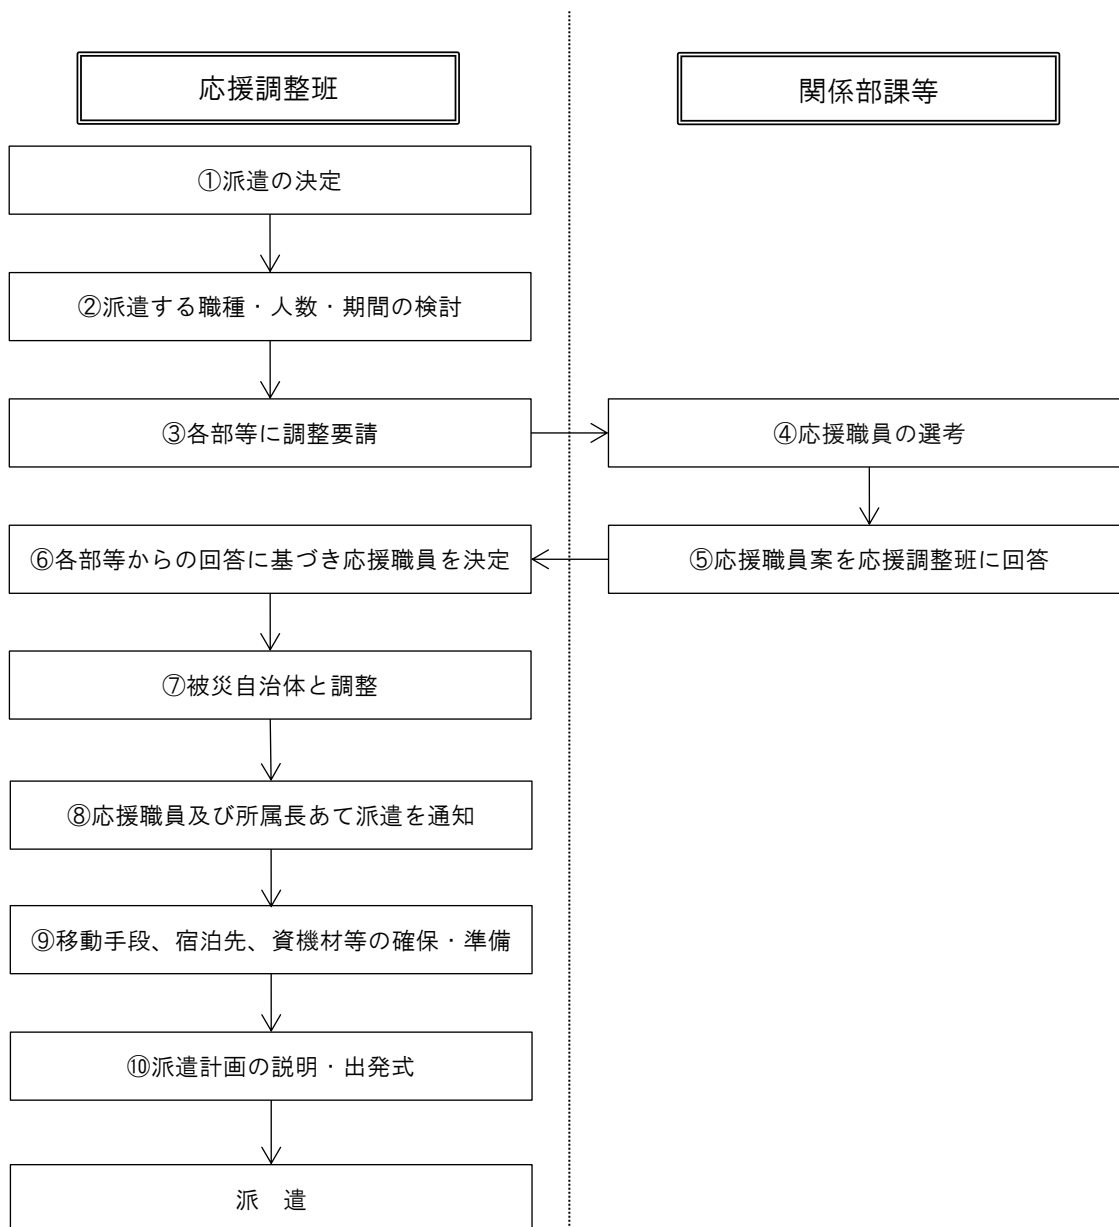 応援調整班
関係部課等
①派遣の決定
②派遣する職種・人数・期間の検討
③各部等に調整要請
④応援職員の選考
⑤応援職員案を応援調整班に回答
⑥各部等からの回答に基づき応援職員を決定
⑦被災自治体と調整
⑧応援職員及び所属長あて派遣を通知
⑨移動手段、宿泊先、資機材等の確保・準備
⑩派遣計画の説明・出発式
派　遣